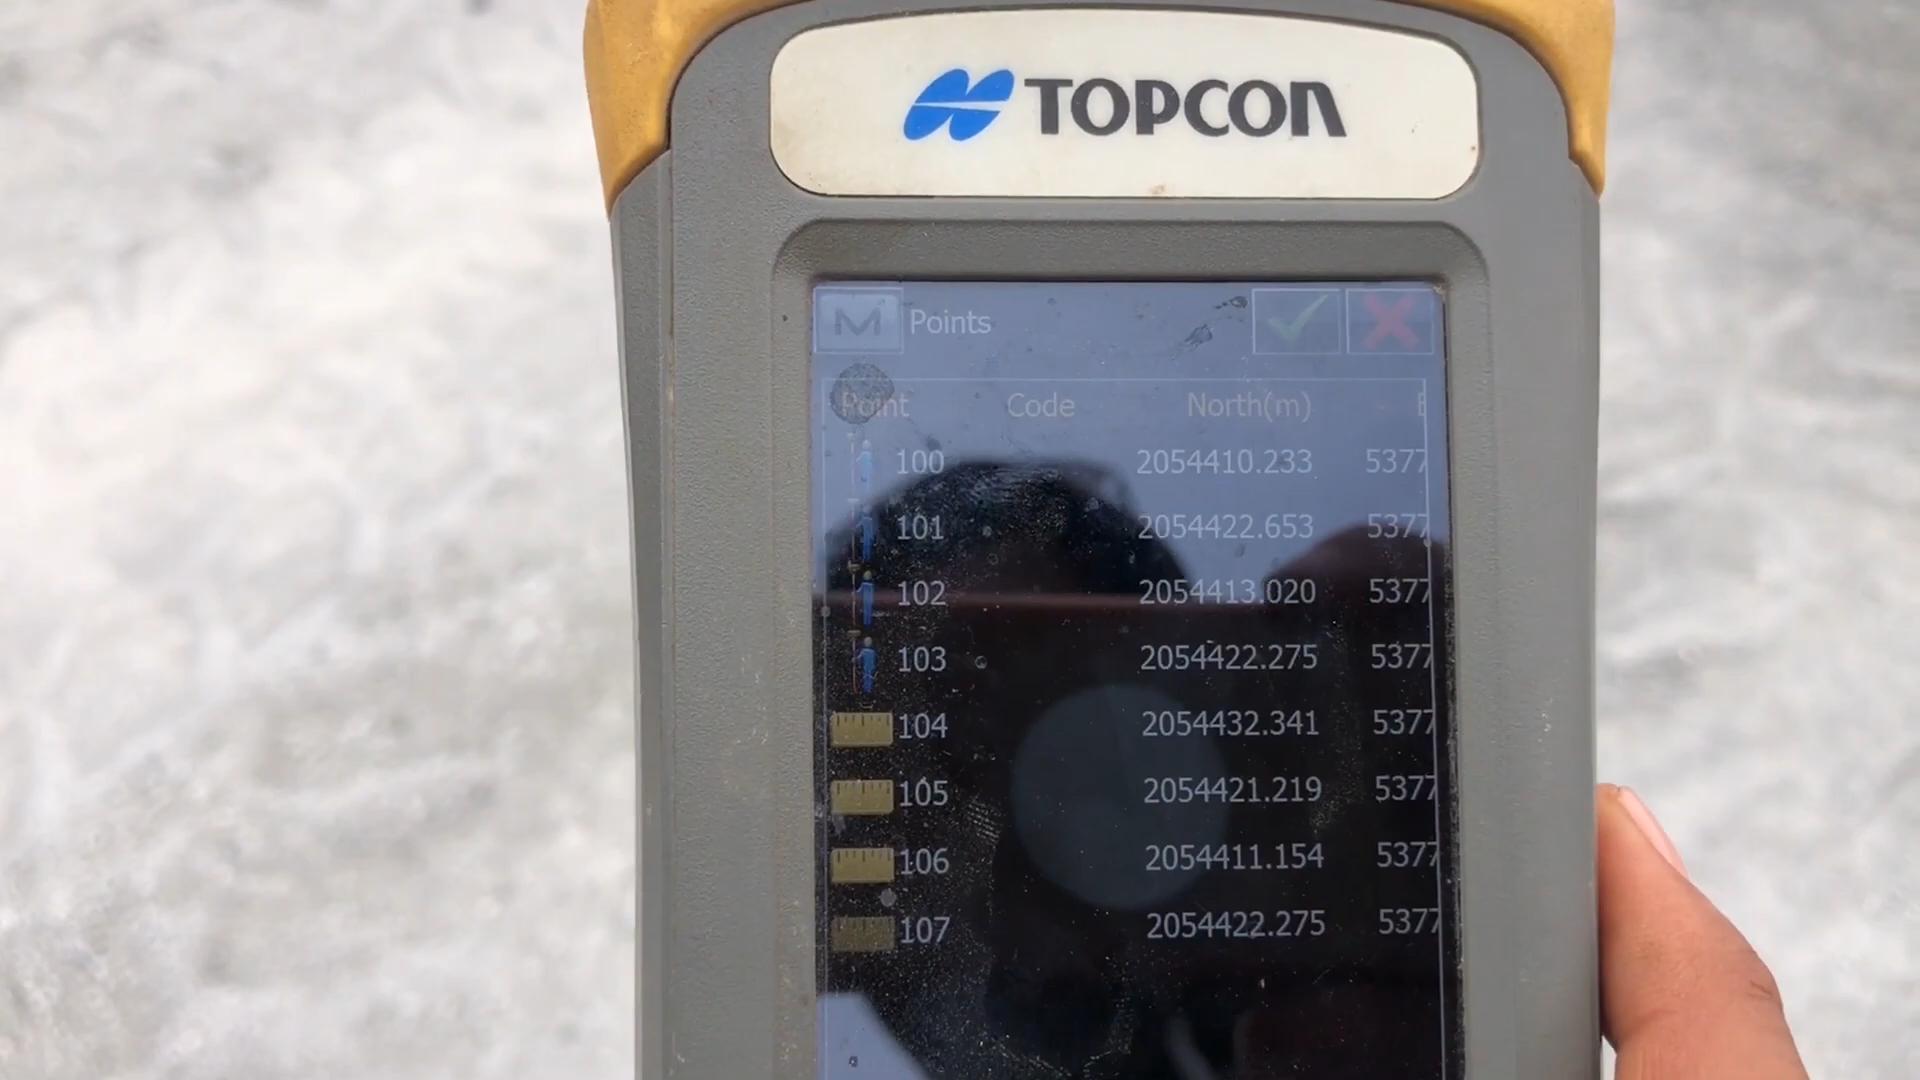 TOPCON
Points
Point Code North(m) E
100 2054410.233 5377
101 2054422.653 5377
102 2054413.020 5377
103 2054422.275 5377
104 2054432.341 5377
105 2054421.219 5377
106 2054411.154 5377
107 2054422.275 5377